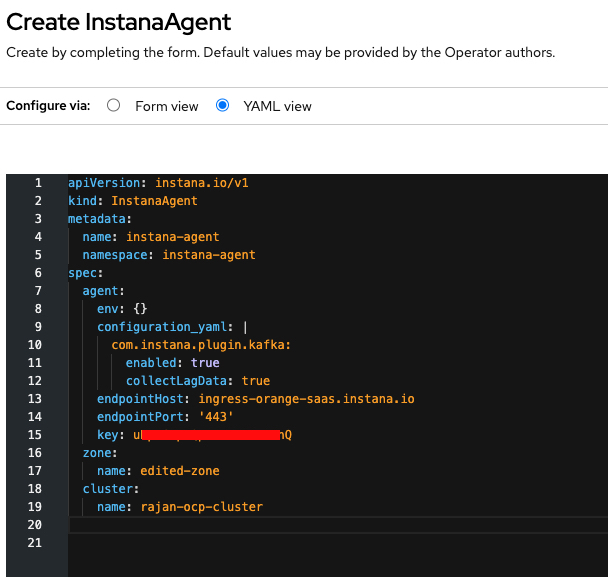 Create InstanaAgent
Create by completing the form. Default values may be provided by the Operator authors.
Configure via: Form view YAML view
1 apiVersion: instana.io/v1
2 kind: InstanaAgent
3 metadata:
4 name: instana-agent
5 namespace: instana-agent
6 spec:
7 agent:
8 env: {}
9 configuration_yaml: |
10 com.instana.plugin.kafka:
11 enabled: true
12 collectLagData: true
13 endpointHost: ingress-orange-saas.instana.io
14 endpointPort: '443'
15 key:
16 zone:
17 name: edited-zone
18 cluster:
19 name: rajan-ocp-cluster
20
21